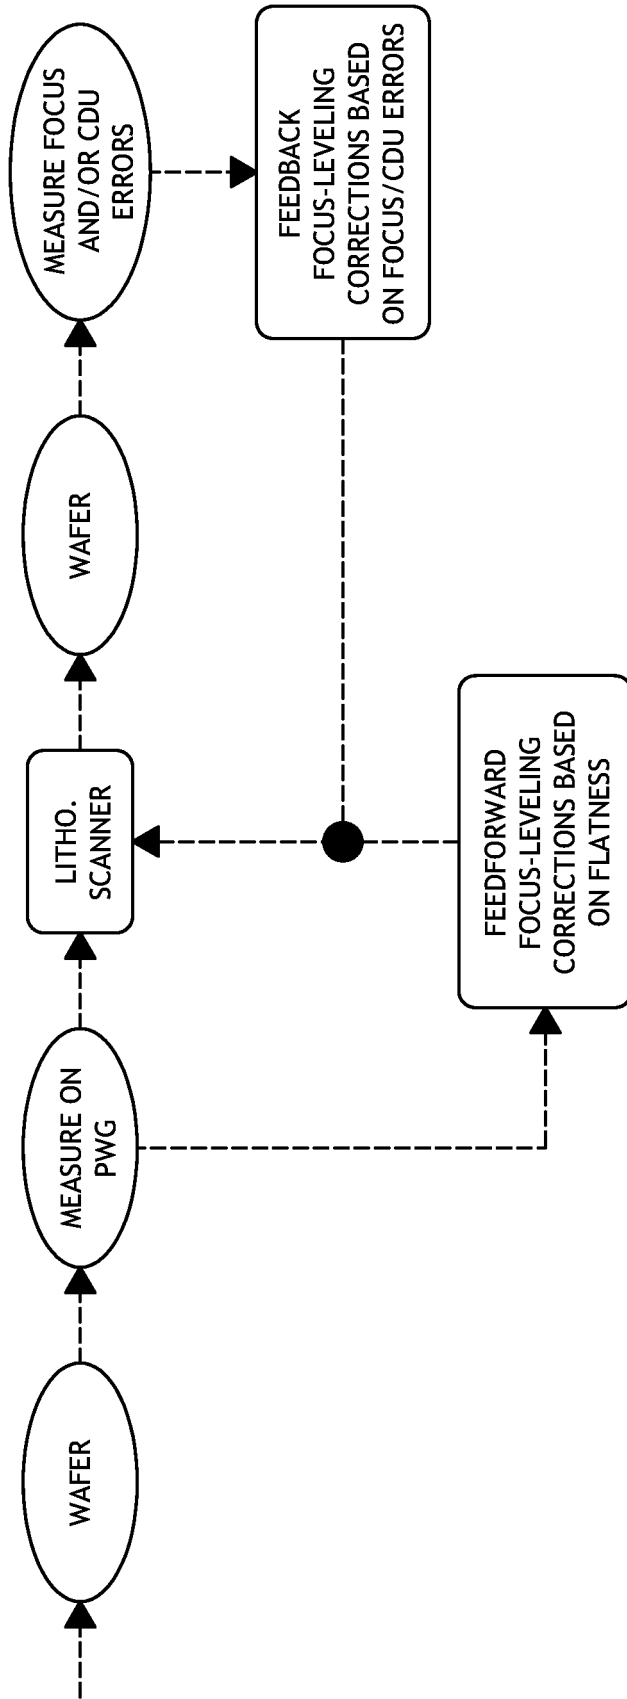 WAFER
MEASURE ON
PWG
LITHO.
SCANNER
WAFER
MEASURE FOCUS
AND/OR CDU
ERRORS
FEEDBACK
FOCUS-LEVELING
CORRECTIONS BASED
ON FOCUS/CDU ERRORS
FEEDFORWARD
FOCUS-LEVELING
CORRECTIONS BASED
ON FLATNESS